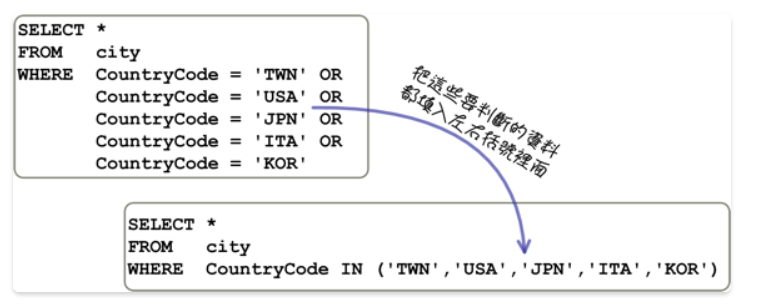 SELECT *
FROM city
WHERE CountryCode = 'TWN' OR
CountryCode = 'USA' OR
CountryCode = 'JPN' OR
CountryCode = 'ITA' OR
CountryCode = 'KOR'
把這些要判斷的資料
都填入左右括號裡面
SELECT *
FROM city
WHERE CountryCode IN ('TWN','USA','JPN','ITA','KOR')